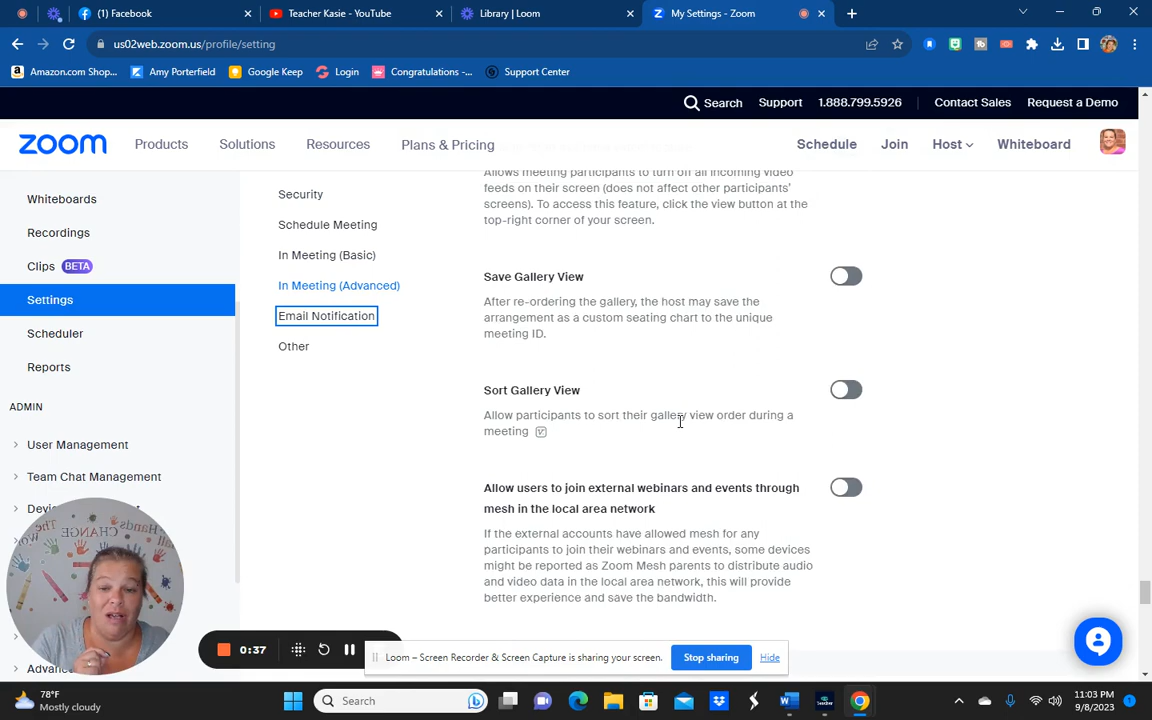 (1) Facebook
Teacher Kasie - YouTube
Library | Loom
My Settings - Zoom
us02web.zoom.us/profile/setting
Amazon.com Shop...
Amy Porterfield
Google Keep
Login
Congratulations -...
Support Center
Search
Support
1.888.799.5926
Contact Sales
Request a Demo
zoom
Products
Solutions
Resources
Plans & Pricing
Schedule
Join
Host
Whiteboard
Whiteboards
Recordings
Clips BETA
Settings
Scheduler
Reports
ADMIN
User Management
Team Chat Management
Security
Schedule Meeting
In Meeting (Basic)
In Meeting (Advanced)
Email Notification
Other
Allows meeting participants to turn off all incoming video
feeds on their screen (does not affect other participants'
screens). To access this feature, click the view button at the
top-right corner of your screen.
Save Gallery View
After re-ordering the gallery, the host may save the
arrangement as a custom seating chart to the unique
meeting ID.
Sort Gallery View
Allow participants to sort their gallery view order during a
meeting
Allow users to join external webinars and events through
mesh in the local area network
If the external accounts have allowed mesh for any
participants to join their webinars and events, some devices
might be reported as Zoom Mesh parents to distribute audio
and video data in the local area network, this will provide
better experience and save the bandwidth.
The
Hands
CHANGE
0:37
Loom – Screen Recorder & Screen Capture is sharing your screen.
Stop sharing
Hide
78°F
Mostly cloudy
Search
11:03 PM
9/8/2023